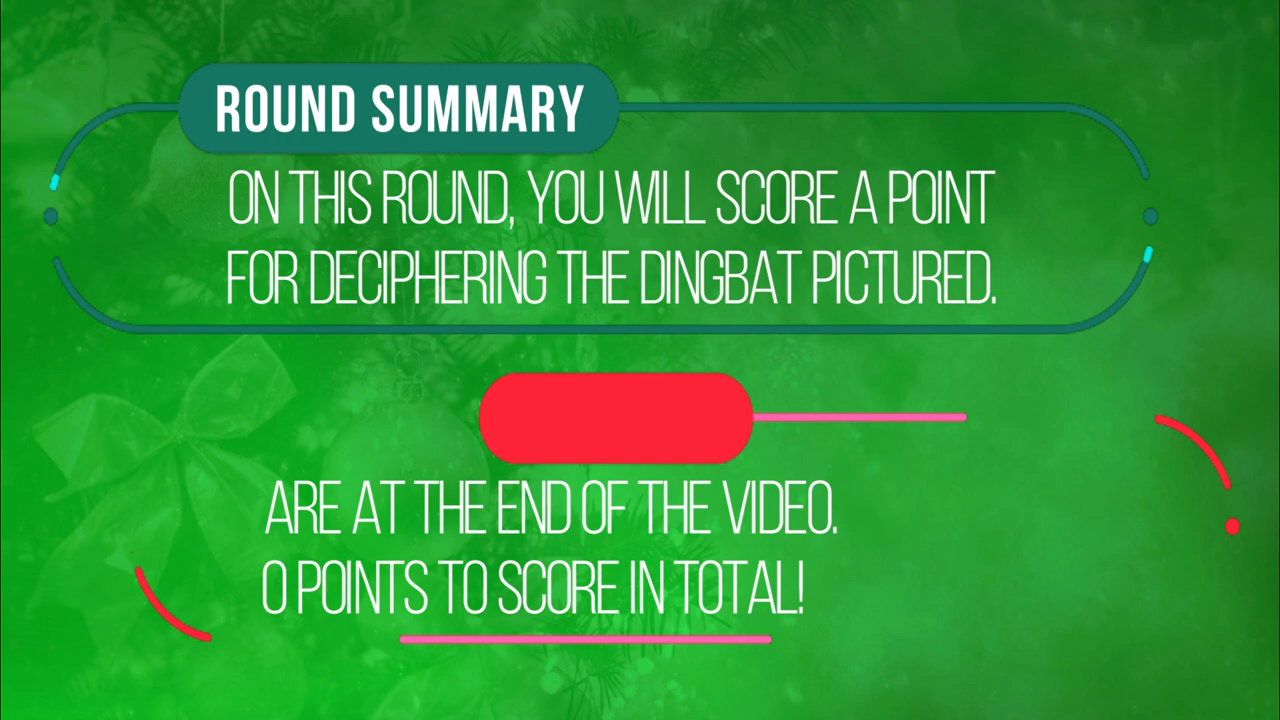 ROUND SUMMARY
ON THIS ROUND, YOU WILL SCORE A POINT
FOR DECIPHERING THE DINGBAT PICTURED.
ARE AT THE END OF THE VIDEO.
0 POINTS TO SCORE IN TOTAL!